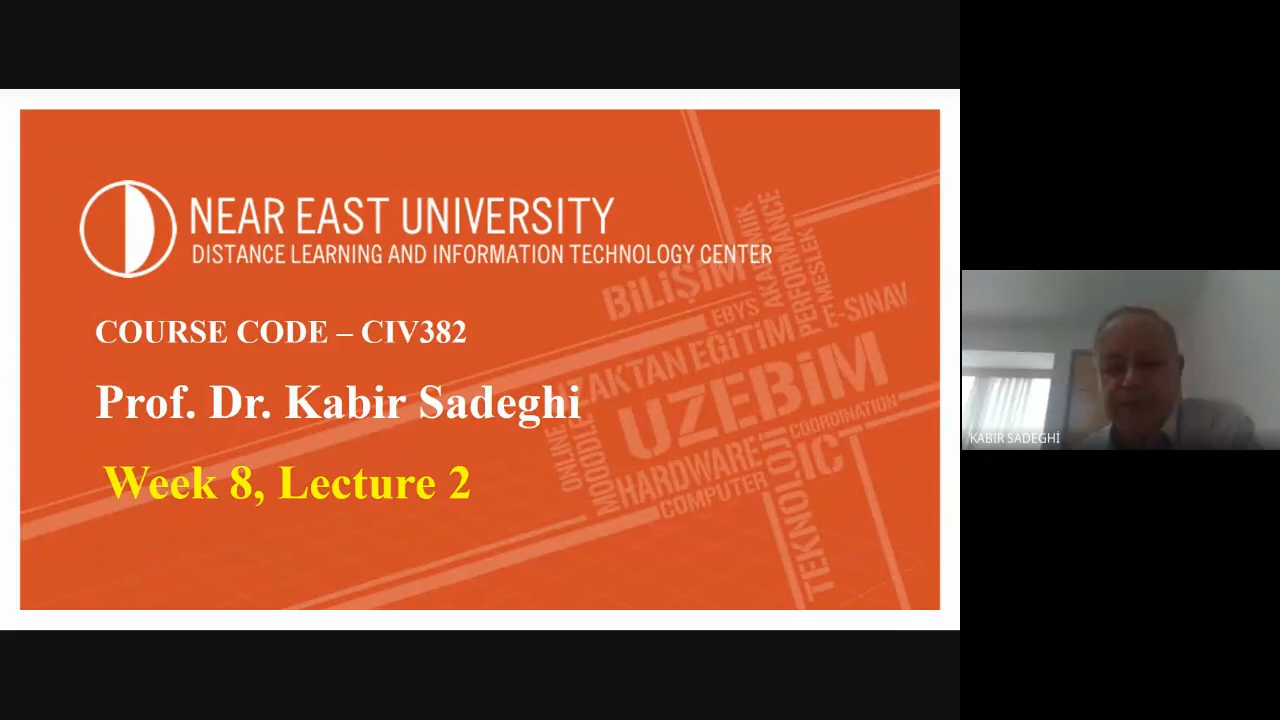 NEAR EAST UNIVERSITY
DISTANCE LEARNING AND INFORMATION TECHNOLOGY CENTER
COURSE CODE – CIV382
Prof. Dr. Kabir Sadeghi
Week 8, Lecture 2
BİLİŞİM
AKADEMİK
PERFORMANCE
MESLEK
EBYS
E-SINAV
UZAKTAN EĞİTİM
UZEBİM
ONLINE
MOODLE
HARDWARE
COORDINATION
COMPUTER
TEKNOLOJİ
IC
KABIR SADEGHİ